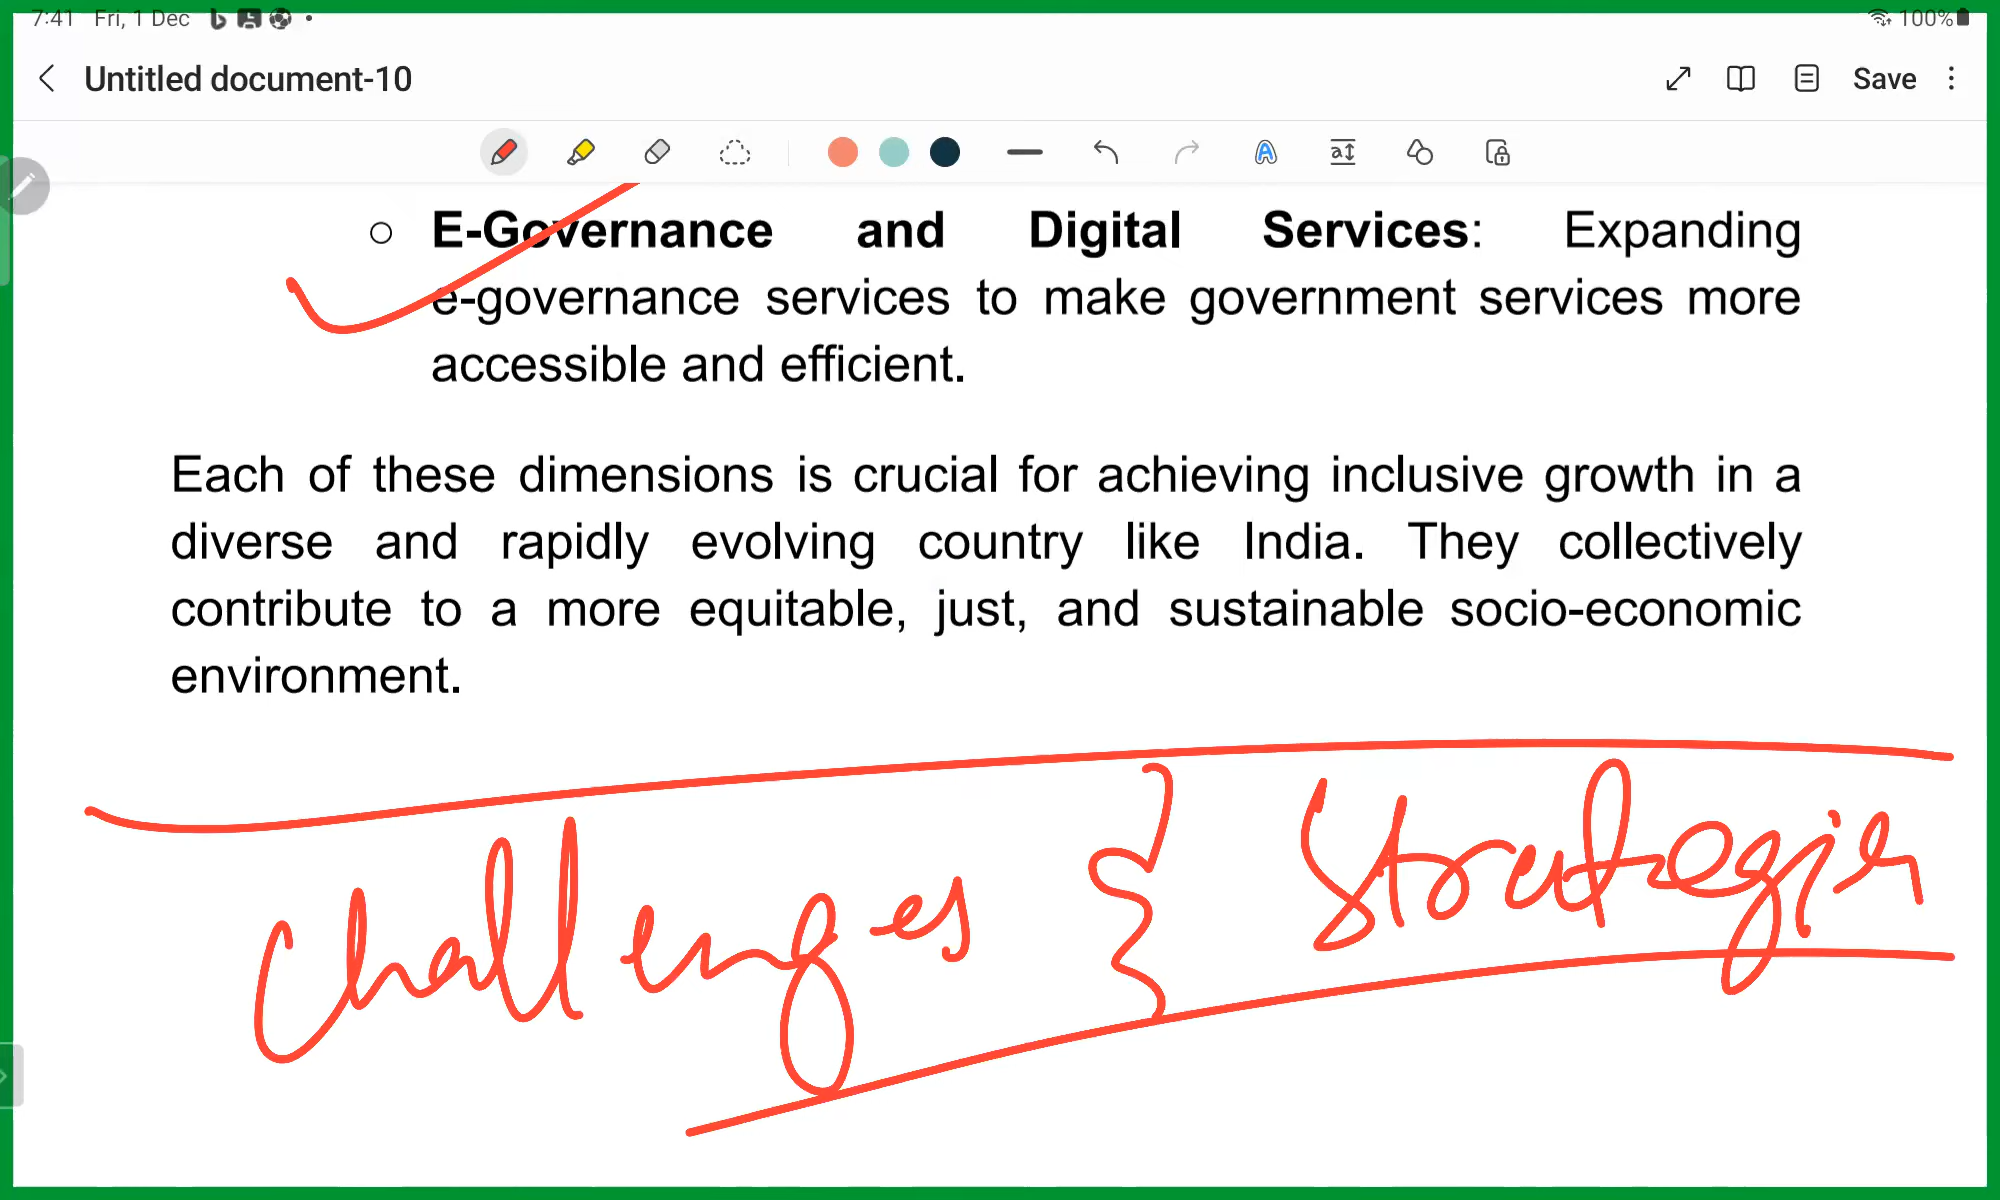 7:41 Fri, 1 Dec
100%
Untitled document-10
Save
E-Governance and Digital Services: Expanding
e-governance services to make government services more
accessible and efficient.
Each of these dimensions is crucial for achieving inclusive growth in a
diverse and rapidly evolving country like India. They collectively
contribute to a more equitable, just, and sustainable socio-economic
environment.
Challenges } Strategies